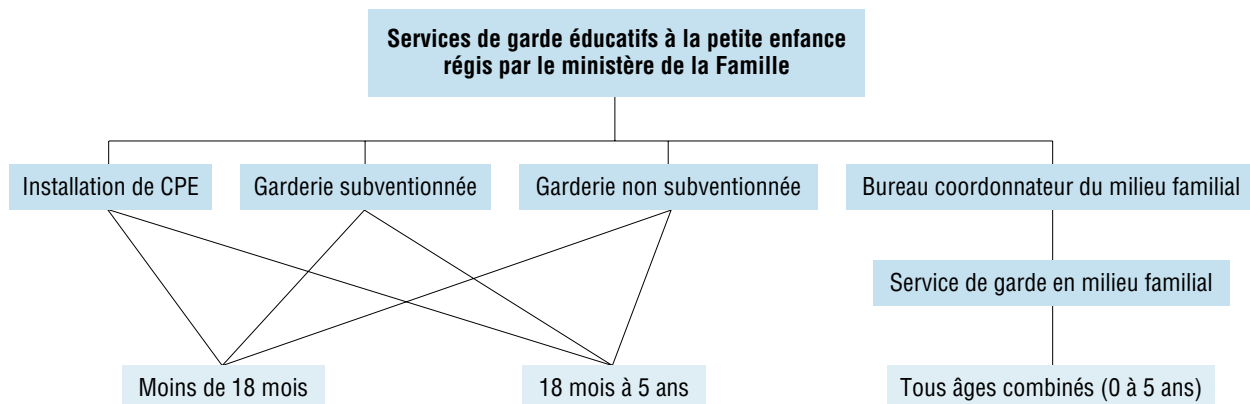 Services de garde éducatifs à la petite enfance
régis par le ministère de la Famille
Installation de CPE
Garderie subventionnée
Garderie non subventionnée
Bureau coordonnateur du milieu familial
Service de garde en milieu familial
Moins de 18 mois
18 mois à 5 ans
Tous âges combinés (0 à 5 ans)